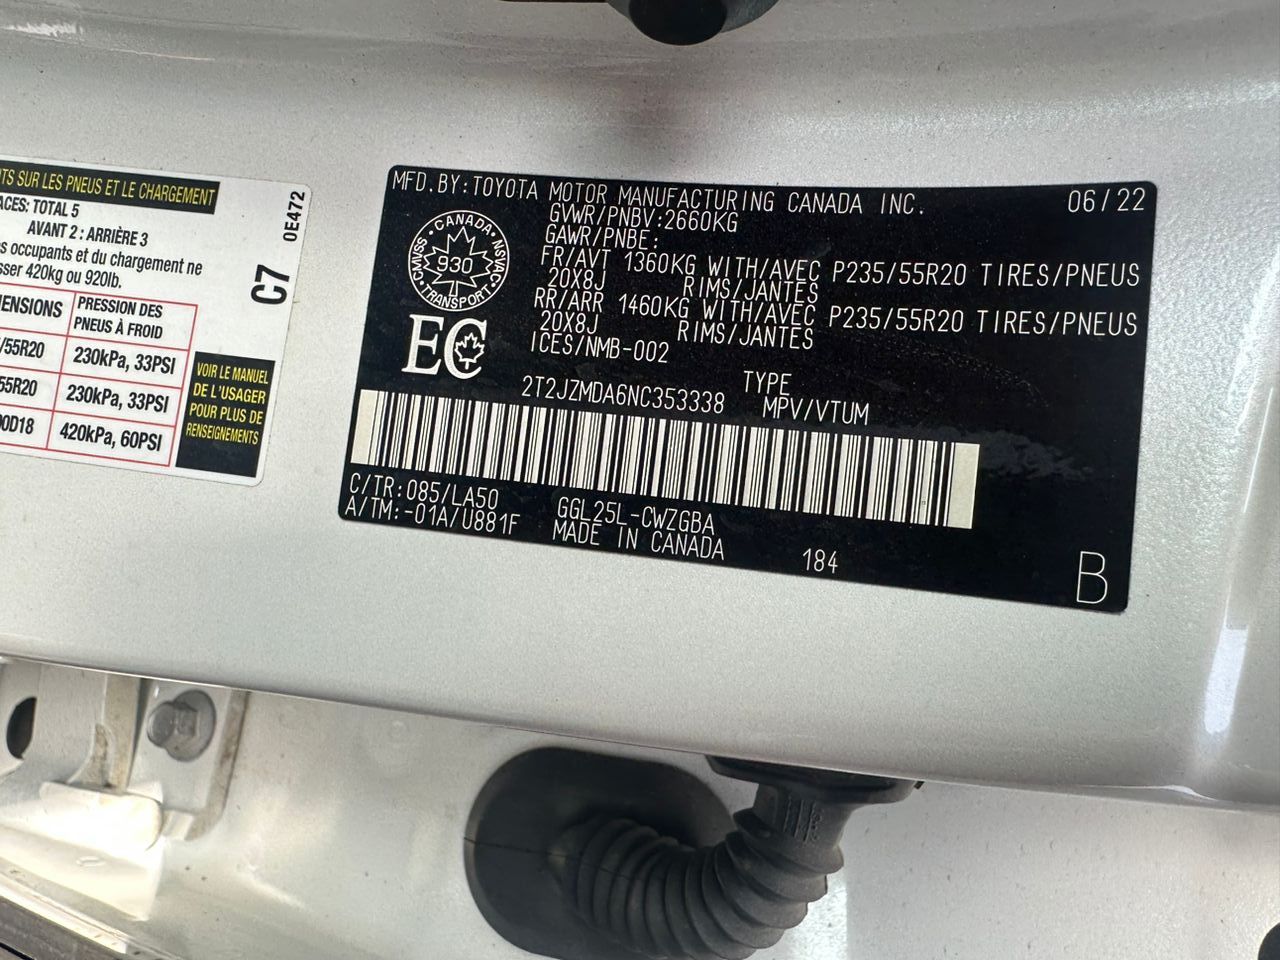 TS SUR LES PNEUS ET LE CHARGEMENT
ACES: TOTAL 5
AVANT 2 : ARRIÈRE 3
s occupants et du chargement ne
sser 420kg ou 920lb.
MENSIONS PRESSION DES
PNEUS À FROID
/55R20 230kPa, 33PSI
55R20 230kPa, 33PSI
0D18 420kPa, 60PSI
VOIR LE MANUEL
DE L'USAGER
POUR PLUS DE
RENSEIGNEMENTS
C7 0E472
MFD.BY:TOYOTA MOTOR MANUFACTURING CANADA INC. 06/22
GVWR/PNBV:2660KG
GAWR/PNBE:
FR/AVT 1360KG WITH/AVEC P235/55R20 TIRES/PNEUS
20X8J RIMS/JANTES
RR/ARR 1460KG WITH/AVEC P235/55R20 TIRES/PNEUS
20X8J RIMS/JANTES
ICES/NMB-002
CANADA · NSVAC · TRANSPORT · CMVSS
930
EC
2T2JZMDA6NC353338 TYPE
MPV/VTUM
C/TR:085/LA50 GGL25L-CWZGBA
A/TM:-01A/U881F MADE IN CANADA 184
B